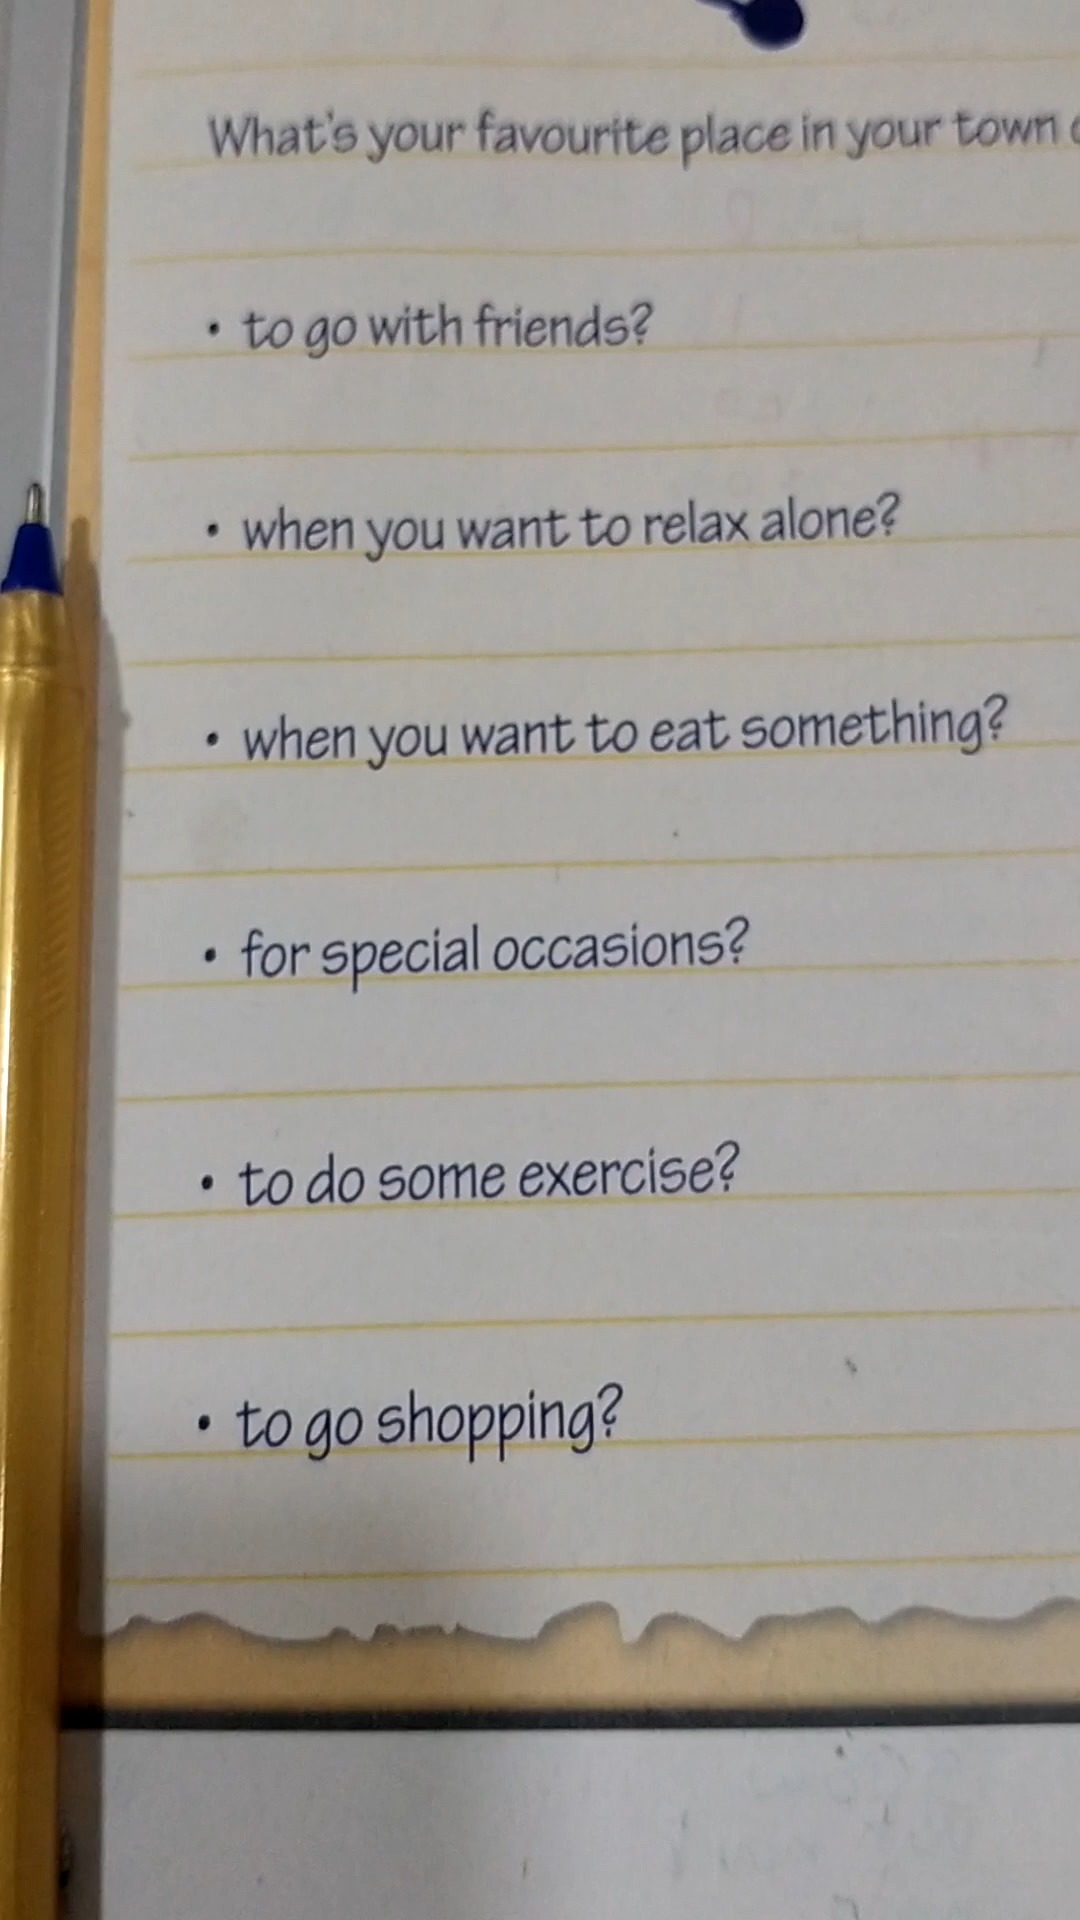 What's your favourite place in your town
• to go with friends?
• when you want to relax alone?
• when you want to eat something?
• for special occasions?
• to do some exercise?
• to go shopping?